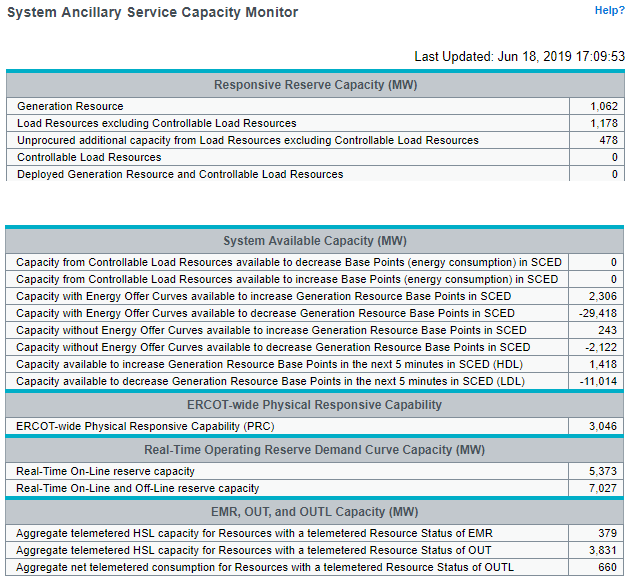 System Ancillary Service Capacity Monitor Help?
Last Updated: Jun 18, 2019 17:09:53
Responsive Reserve Capacity (MW)
Generation Resource 1,062
Load Resources excluding Controllable Load Resources 1,178
Unprocured additional capacity from Load Resources excluding Controllable Load Resources 478
Controllable Load Resources 0
Deployed Generation Resource and Controllable Load Resources 0
System Available Capacity (MW)
Capacity from Controllable Load Resources available to decrease Base Points (energy consumption) in SCED 0
Capacity from Controllable Load Resources available to increase Base Points (energy consumption) in SCED 0
Capacity with Energy Offer Curves available to increase Generation Resource Base Points in SCED 2,306
Capacity with Energy Offer Curves available to decrease Generation Resource Base Points in SCED -29,418
Capacity without Energy Offer Curves available to increase Generation Resource Base Points in SCED 243
Capacity without Energy Offer Curves available to decrease Generation Resource Base Points in SCED -2,122
Capacity available to increase Generation Resource Base Points in the next 5 minutes in SCED (HDL) 1,418
Capacity available to decrease Generation Resource Base Points in the next 5 minutes in SCED (LDL) -11,014
ERCOT-wide Physical Responsive Capability
ERCOT-wide Physical Responsive Capability (PRC) 3,046
Real-Time Operating Reserve Demand Curve Capacity (MW)
Real-Time On-Line reserve capacity 5,373
Real-Time On-Line and Off-Line reserve capacity 7,027
EMR, OUT, and OUTL Capacity (MW)
Aggregate telemetered HSL capacity for Resources with a telemetered Resource Status of EMR 379
Aggregate telemetered HSL capacity for Resources with a telemetered Resource Status of OUT 3,831
Aggregate net telemetered consumption for Resources with a telemetered Resource Status of OUTL 660